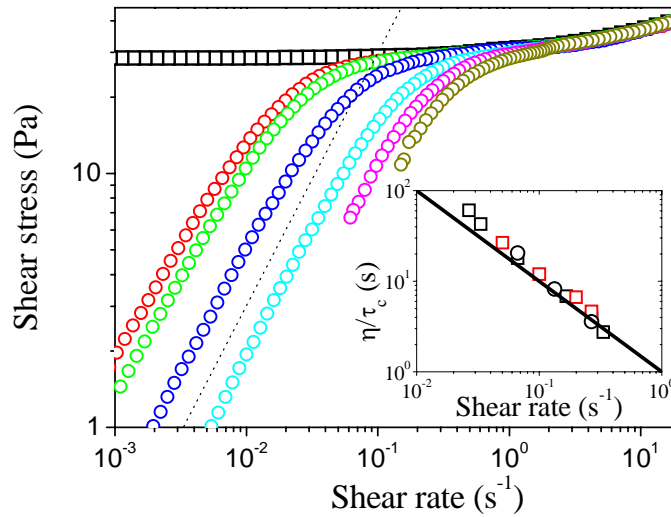 Shear stress (Pa)
10
1
10⁻³ 10⁻² 10⁻¹ 10⁰ 10¹
Shear rate (s⁻¹)
η/τc (s)
10²
10¹
10⁰
10⁻² 10⁻¹ 10⁰
Shear rate (s⁻¹)